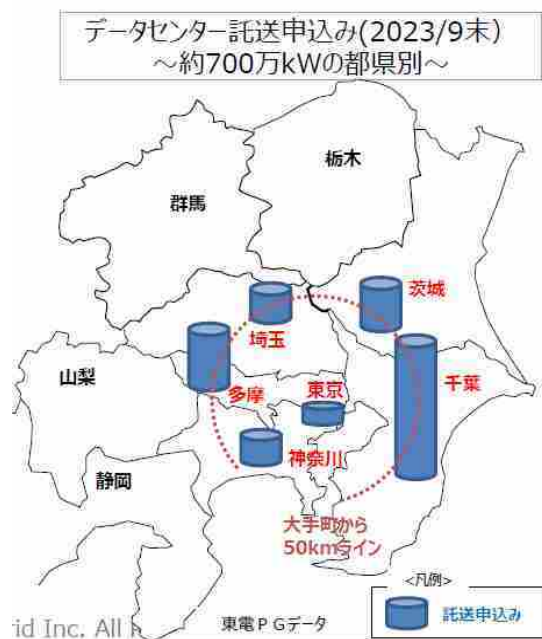 データセンター託送申込み(2023/9末)
～約700万kWの都県別～
栃木
群馬
茨城
埼玉
山梨
多摩
東京
千葉
神奈川
静岡
大手町から
50kmライン
<凡例>
託送申込み
東電PGデータ
rid Inc. All